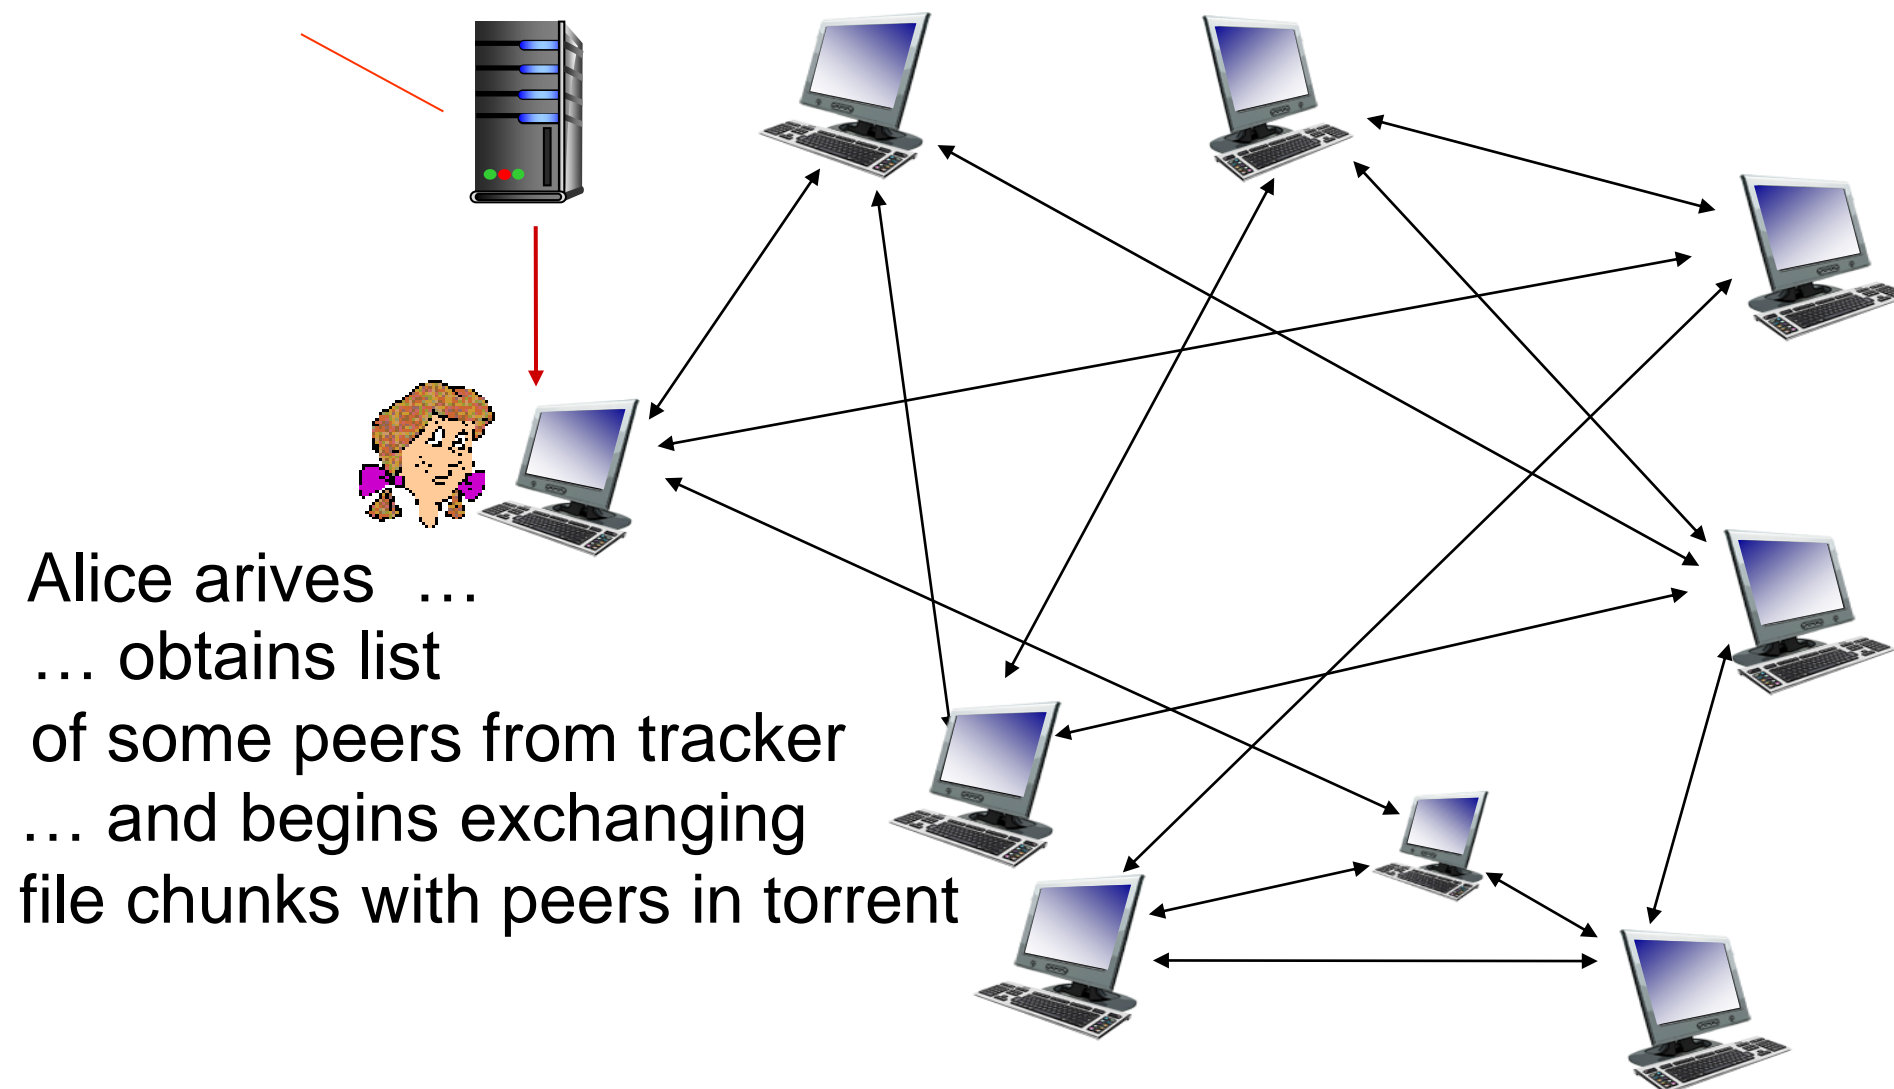 Alice arives …
… obtains list
of some peers from tracker
… and begins exchanging
file chunks with peers in torrent